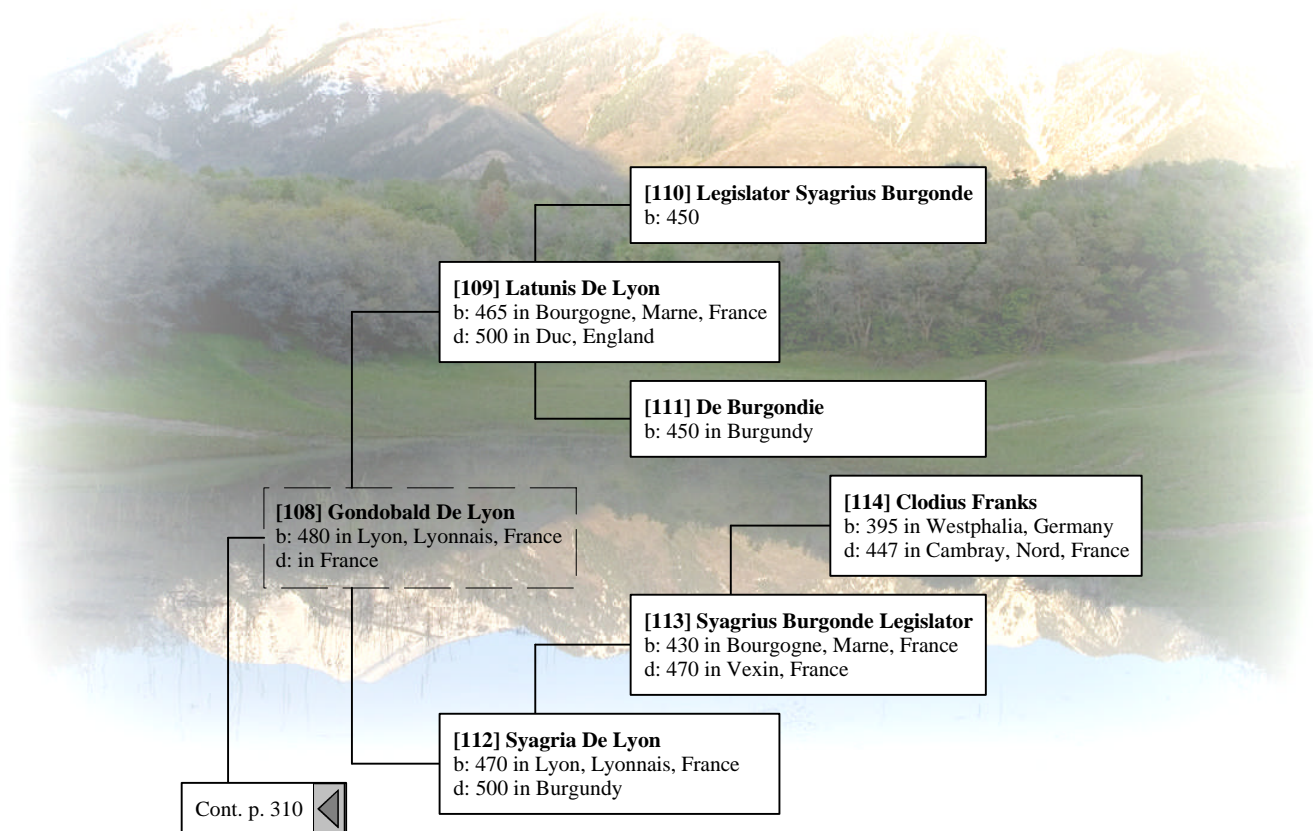 [110] Legislator Syagrius Burgonde
b: 450
[109] Latunis De Lyon
b: 465 in Bourgogne, Marne, France
d: 500 in Duc, England
[111] De Burgondie
b: 450 in Burgundy
[108] Gondobald De Lyon
b: 480 in Lyon, Lyonnais, France
d: in France
[114] Clodius Franks
b: 395 in Westphalia, Germany
d: 447 in Cambray, Nord, France
[113] Syagrius Burgonde Legislator
b: 430 in Bourgogne, Marne, France
d: 470 in Vexin, France
[112] Syagria De Lyon
b: 470 in Lyon, Lyonnais, France
d: 500 in Burgundy
Cont. p. 310